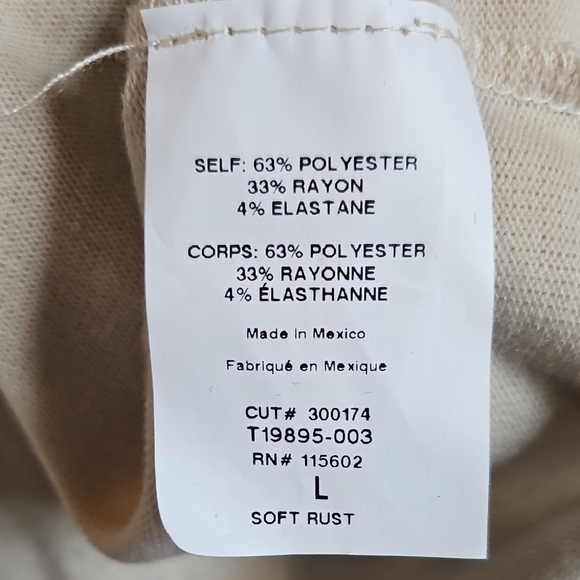 SELF: 63% POLYESTER
33% RAYON
4% ELASTANE
CORPS: 63% POLYESTER
33% RAYONNE
4% ÉLASTHANNE
Made In Mexico
Fabriqué en Mexique
CUT# 300174
T19895-003
RN# 115602
L
SOFT RUST